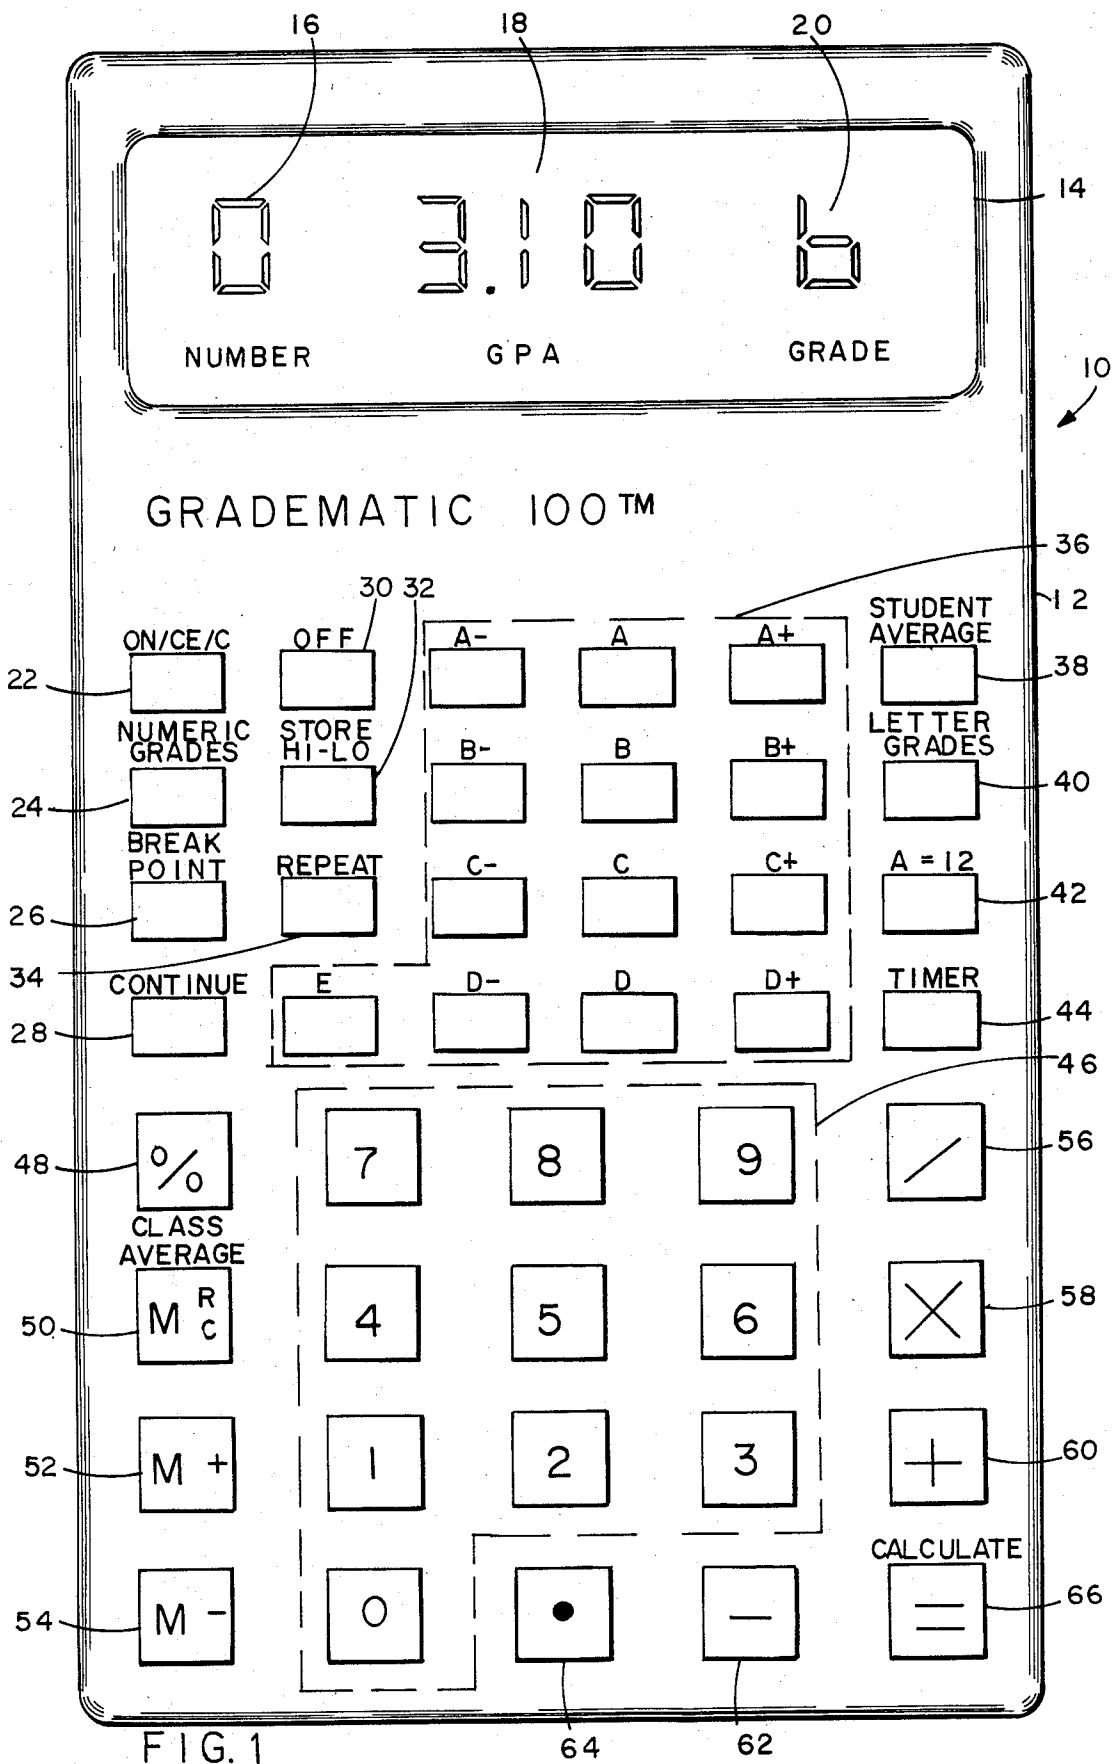 16 18 20
0 3.10 b
14
NUMBER GPA GRADE
10
GRADEMATIC 100™
36
30 32 12
ON/CE/C OFF A- A A+ STUDENT AVERAGE
22 38
NUMERIC GRADES STORE HI-LO B- B B+ LETTER GRADES
24 40
BREAK POINT REPEAT C- C C+ A = 12
26 42
34
CONTINUE E D- D D+ TIMER
28 44
46
48 % 7 8 9 / 56
CLASS AVERAGE
50 M R C 4 5 6 X 58
52 M + 1 2 3 + 60
CALCULATE
54 M - 0 • - = 66
FIG. 1 64 62